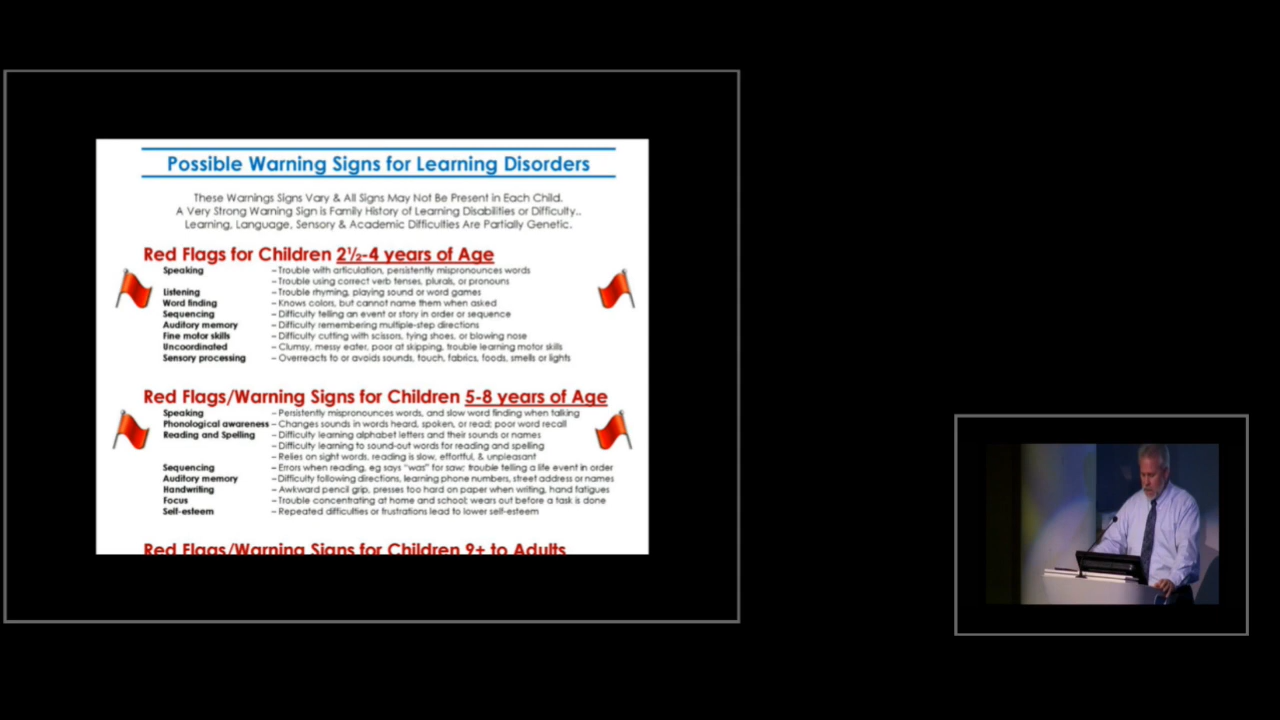 Possible Warning Signs for Learning Disorders
These Warnings Signs Vary & All Signs May Not Be Present in Each Child.
A Very Strong Warning Sign is Family History of Learning Disabilities or Difficulty..
Learning, Language, Sensory & Academic Difficulties Are Partially Genetic.
Red Flags for Children 2½-4 years of Age
Speaking – Trouble with articulation, persistently mispronounces words
– Trouble using correct verb tenses, plurals, or pronouns
Listening – Trouble rhyming, playing sound or word games
Word finding – Knows colors, but cannot name them when asked
Sequencing – Difficulty telling an event or story in order or sequence
Auditory memory – Difficulty remembering multiple-step directions
Fine motor skills – Difficulty cutting with scissors, tying shoes, or blowing nose
Uncoordinated – Clumsy, messy eater, poor at skipping, trouble learning motor skills
Sensory processing – Overreacts to or avoids sounds, touch, fabrics, foods, smells or lights
Red Flags/Warning Signs for Children 5-8 years of Age
Speaking – Persistently mispronounces words, and slow word finding when talking
Phonological awareness – Changes sounds in words heard, spoken, or read; poor word recall
Reading and Spelling – Difficulty learning alphabet letters and their sounds or names
– Difficulty learning to sound-out words for reading and spelling
– Relies on sight words, reading is slow, effortful, & unpleasant
Sequencing – Errors when reading, eg says "was" for saw; trouble telling a life event in order
Auditory memory – Difficulty following directions, learning phone numbers, street address or names
Handwriting – Awkward pencil grip, presses too hard on paper when writing, hand fatigues
Focus – Trouble concentrating at home and school; wears out before a task is done
Self-esteem – Repeated difficulties or frustrations lead to lower self-esteem
Red Flags/Warning Signs for Children 9+ to Adults